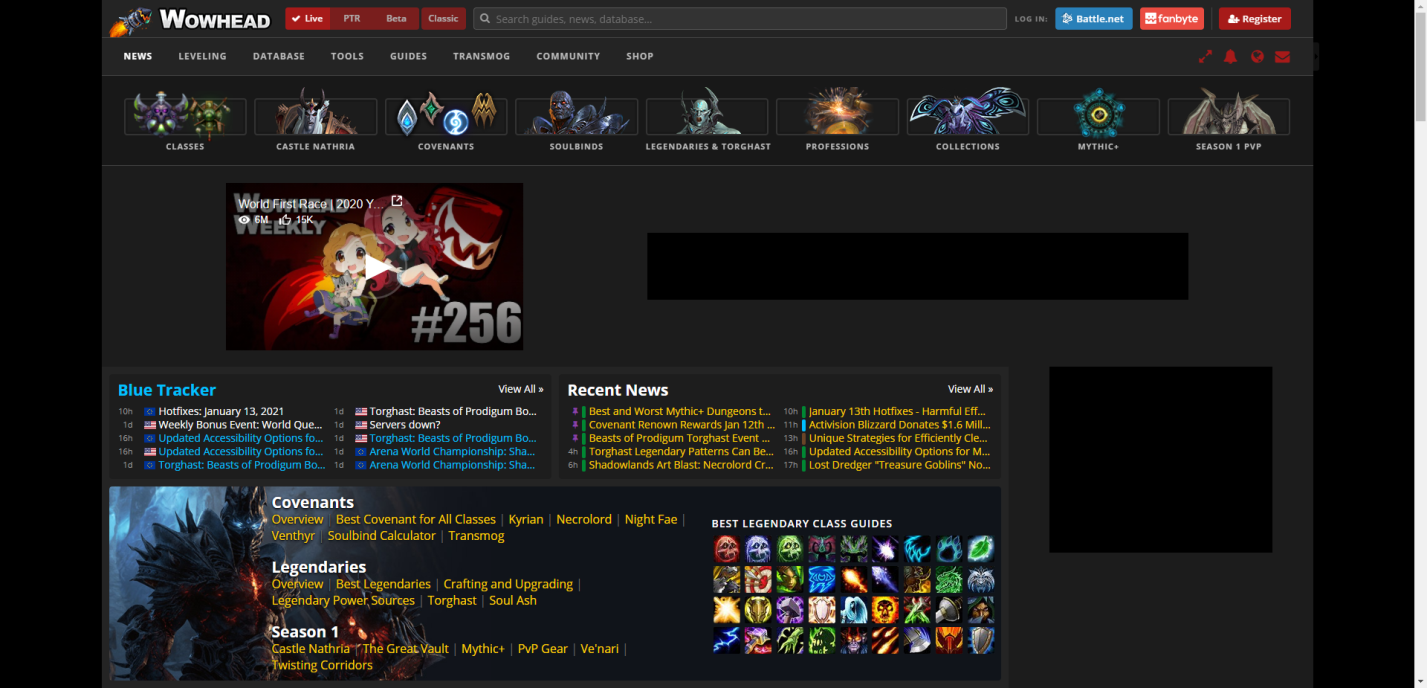 WOWHEAD
Live PTR Beta Classic
Search guides, news, database...
LOG IN: Battle.net fanbyte Register
NEWS LEVELING DATABASE TOOLS GUIDES TRANSMOG COMMUNITY SHOP
CLASSES CASTLE NATHRIA COVENANTS SOULBINDS LEGENDARIES & TORGHAST PROFESSIONS COLLECTIONS MYTHIC+ SEASON 1 PVP
World First Race | 2020 Y...
6M 15K
WOWHEAD
WEEKLY
#256
Blue Tracker View All »
10h Hotfixes: January 13, 2021
1d Weekly Bonus Event: World Que...
16h Updated Accessibility Options fo...
16h Updated Accessibility Options fo...
1d Torghast: Beasts of Prodigum Bo...
1d Torghast: Beasts of Prodigum Bo...
1d Servers down?
1d Torghast: Beasts of Prodigum Bo...
1d Arena World Championship: Sha...
1d Arena World Championship: Sha...
Recent News View All »
Best and Worst Mythic+ Dungeons t...
Covenant Renown Rewards Jan 12th ...
Beasts of Prodigum Torghast Event ...
4h Torghast Legendary Patterns Can Be...
6h Shadowlands Art Blast: Necrolord Cr...
10h January 13th Hotfixes - Harmful Eff...
11h Activision Blizzard Donates $1.6 Mill...
13h Unique Strategies for Efficiently Cle...
16h Updated Accessibility Options for M...
17h Lost Dredger "Treasure Goblins" No...
Covenants
Overview | Best Covenant for All Classes | Kyrian | Necrolord | Night Fae |
Venthyr | Soulbind Calculator | Transmog
Legendaries
Overview | Best Legendaries | Crafting and Upgrading |
Legendary Power Sources | Torghast | Soul Ash
Season 1
Castle Nathria | The Great Vault | Mythic+ | PvP Gear | Ve'nari |
Twisting Corridors
BEST LEGENDARY CLASS GUIDES